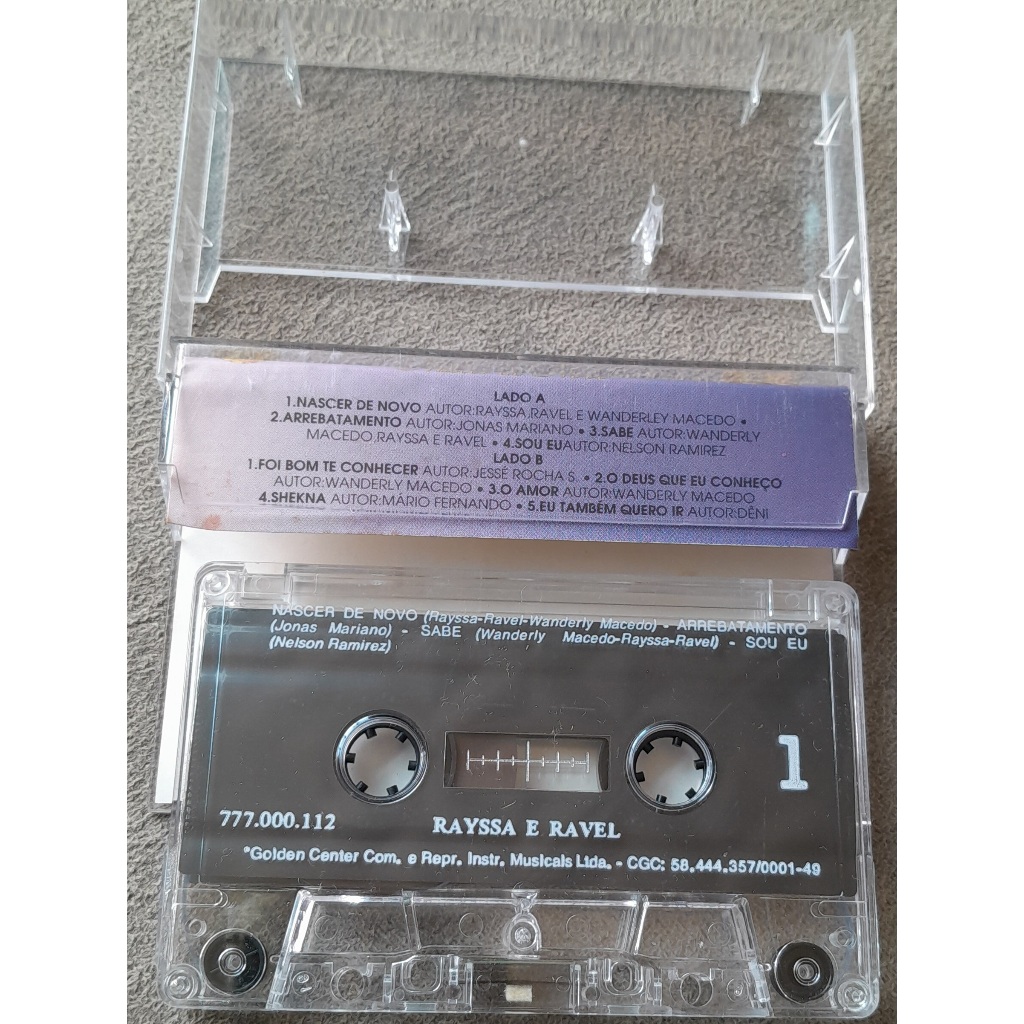 LADO A
1.NASCER DE NOVO AUTOR:RAYSSA,RAVEL E WANDERLEY MACEDO •
2.ARREBATAMENTO AUTOR:JONAS MARIANO • 3.SABE AUTOR:WANDERLY
MACEDO,RAYSSA E RAVEL • 4.SOU EUAUTOR:NELSON RAMIREZ
LADO B
1.FOI BOM TE CONHECER AUTOR:JESSÉ ROCHA S. • 2.O DEUS QUE EU CONHEÇO
AUTOR:WANDERLY MACEDO • 3.O AMOR AUTOR:WANDERLY MACEDO
4.SHEKNA AUTOR:MÁRIO FERNANDO • 5.EU TAMBÉM QUERO IR AUTOR:DÊNI
NASCER DE NOVO (Rayssa-Ravel-Wanderly Macedo) - ARREBATAMENTO
(Jonas Mariano) - SABE (Wanderly Macedo-Rayssa-Ravel) - SOU EU
(Nelson Ramirez)
1
777.000.112
RAYSSA E RAVEL
*Golden Center Com. e Repr. Instr. Musicais Ltda. - CGC: 58.444.357/0001-49